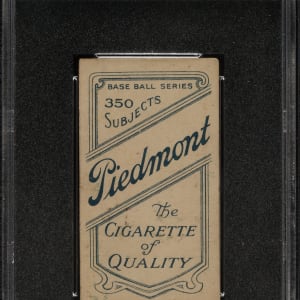 BASE BALL SERIES
350
SUBJECTS
Piedmont
The
CIGARETTE
of
QUALITY